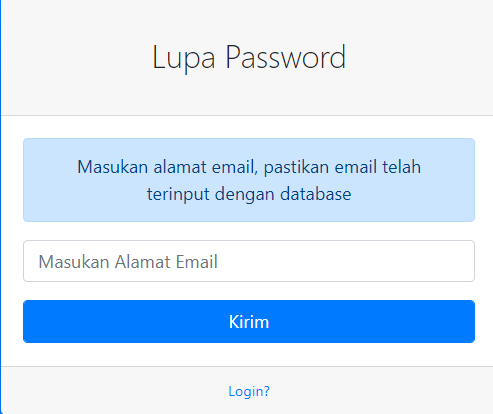 Lupa Password
Masukan alamat email, pastikan email telah
terinput dengan database
Masukan Alamat Email
Kirim
Login?